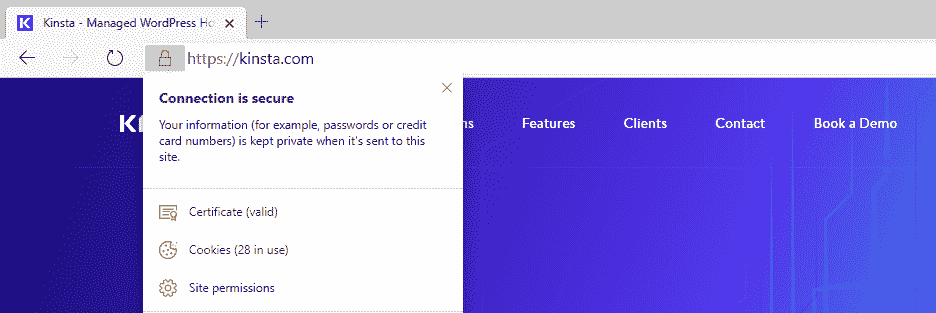 Kinsta - Managed WordPress Ho
https://kinsta.com
Connection is secure
Your information (for example, passwords or credit
card numbers) is kept private when it's sent to this
site.
Features Clients Contact Book a Demo
Certificate (valid)
Cookies (28 in use)
Site permissions